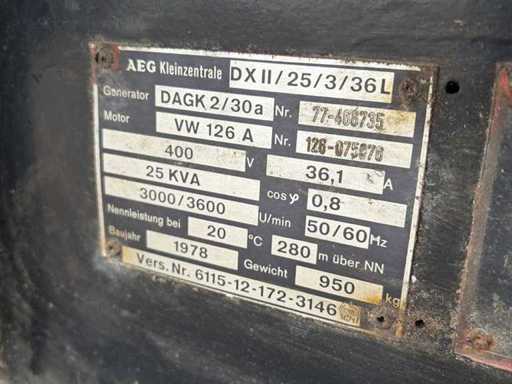 AEG Kleinzentrale DX II/25/3/36L
Generator DAGK 2/30a Nr. 77-408735
Motor VW 126 A Nr. 126-075876
400 V 36,1 A
25 KVA cosφ 0,8
3000/3600 U/min 50/60 Hz
Nennleistung bei 20 °C 280 m über NN
Baujahr 1978 Gewicht 950 kg
Vers. Nr. 6115-12-172-3146